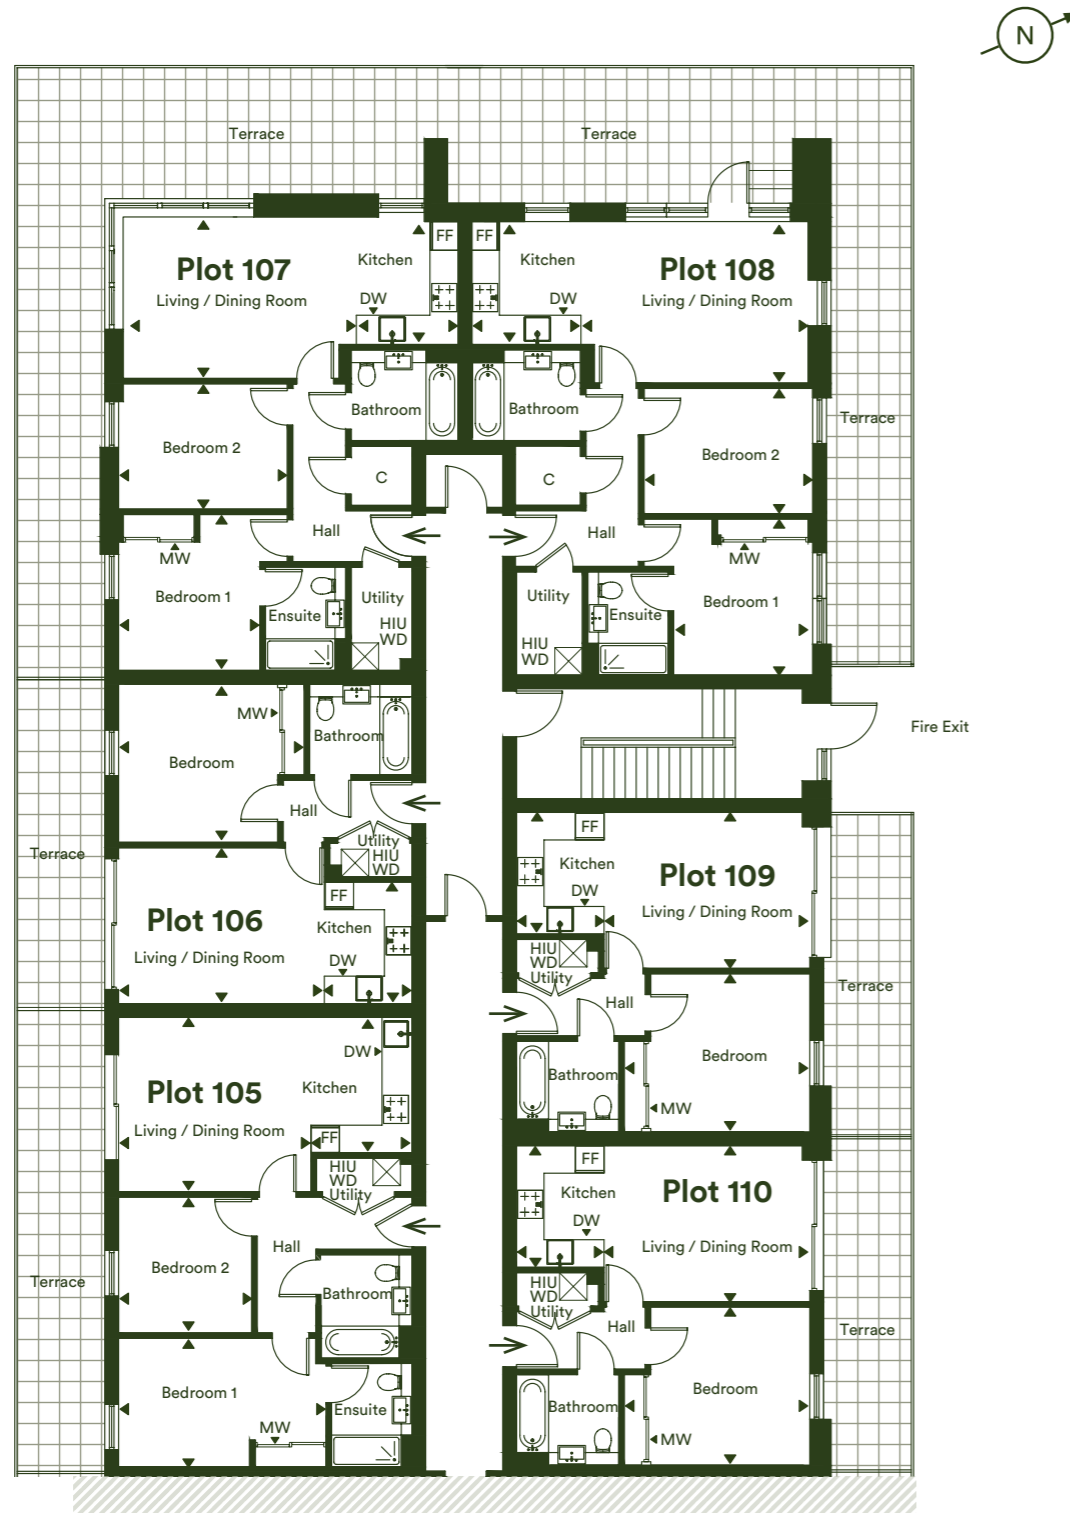 N
Terrace
Terrace
FF
FF
Kitchen
Kitchen
Plot 107
Living / Dining Room
Plot 108
Living / Dining Room
DW
DW
Bathroom
Bathroom
Terrace
Bedroom 2
Bedroom 2
C
C
Hall
Hall
MW
MW
Bedroom 1
Utility
Utility
Bedroom 1
Ensuite
Ensuite
HIU
WD
HIU
WD
MW
Bathroom
Fire Exit
Bedroom
Hall
Utility
HIU
WD
FF
Kitchen
Plot 109
Living / Dining Room
DW
Terrace
FF
Plot 106
Living / Dining Room
Kitchen
DW
HIU
WD
Utility
Hall
Terrace
DW
Bedroom
Bathroom
Kitchen
Plot 105
Living / Dining Room
MW
FF
FF
HIU
WD
Utility
Kitchen
Plot 110
DW
Living / Dining Room
Hall
Bedroom 2
Terrace
Bathroom
HIU
WD
Utility
Hall
Terrace
Bedroom 1
Bedroom
Ensuite
Bathroom
MW
MW